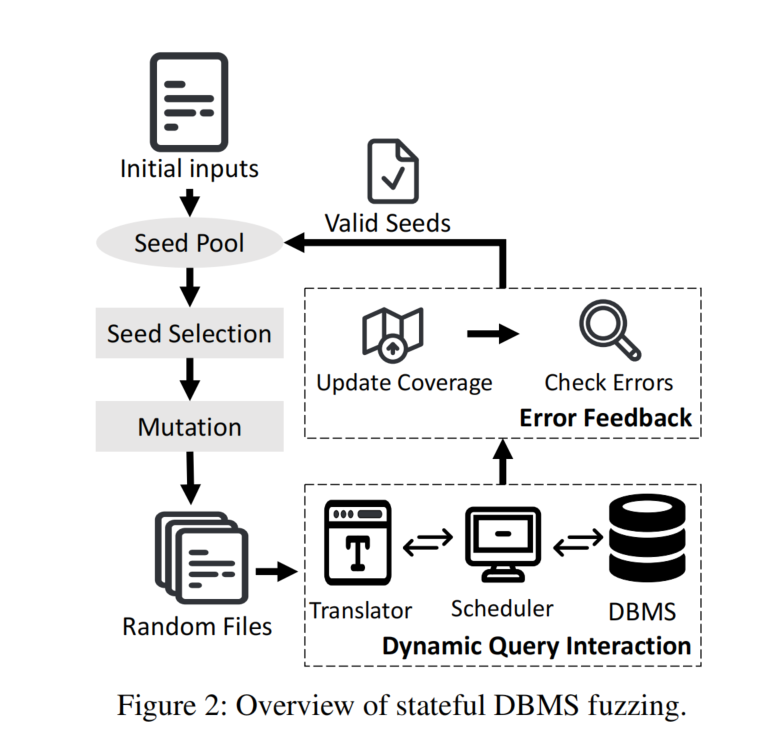 Initial inputs
Valid Seeds
Seed Pool
Seed Selection
Update Coverage
Check Errors
Error Feedback
Mutation
Random Files
T
Translator
Scheduler
DBMS
Dynamic Query Interaction
Figure 2: Overview of stateful DBMS fuzzing.